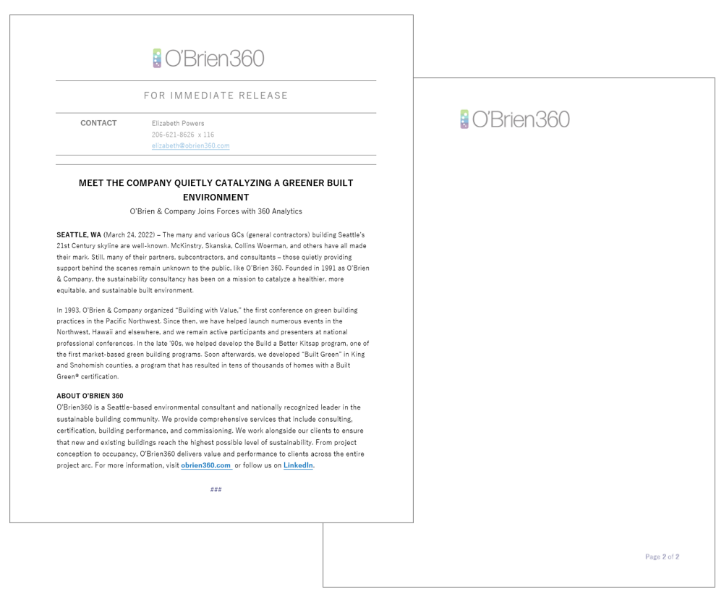 O'Brien360
FOR IMMEDIATE RELEASE
CONTACT
Elizabeth Powers
206-621-8626 x 116
elizabeth@obrien360.com
MEET THE COMPANY QUIETLY CATALYZING A GREENER BUILT
ENVIRONMENT
O'Brien & Company Joins Forces with 360 Analytics
SEATTLE, WA (March 24, 2022) – The many and various GCs (general contractors) building Seattle's
21st Century skyline are well-known. McKinstry, Skanska, Collins Woerman, and others have all made
their mark. Still, many of their partners, subcontractors, and consultants – those quietly providing
support behind the scenes remain unknown to the public, like O'Brien 360. Founded in 1991 as O'Brien
& Company, the sustainability consultancy has been on a mission to catalyze a healthier, more
equitable, and sustainable built environment.
In 1993, O'Brien & Company organized "Building with Value," the first conference on green building
practices in the Pacific Northwest. Since then, we have helped launch numerous events in the
Northwest, Hawaii and elsewhere, and we remain active participants and presenters at national
professional conferences. In the late '90s, we helped develop the Build a Better Kitsap program, one of
the first market-based green building programs. Soon afterwards, we developed "Built Green" in King
and Snohomish counties, a program that has resulted in tens of thousands of homes with a Built
Green® certification.
ABOUT O'BRIEN 360
O'Brien360 is a Seattle-based environmental consultant and nationally recognized leader in the
sustainable building community. We provide comprehensive services that include consulting,
certification, building performance, and commissioning. We work alongside our clients to ensure
that new and existing buildings reach the highest possible level of sustainability. From project
conception to occupancy, O'Brien360 delivers value and performance to clients across the entire
project arc. For more information, visit obrien360.com or follow us on LinkedIn.
###
O'Brien360
Page 2 of 2